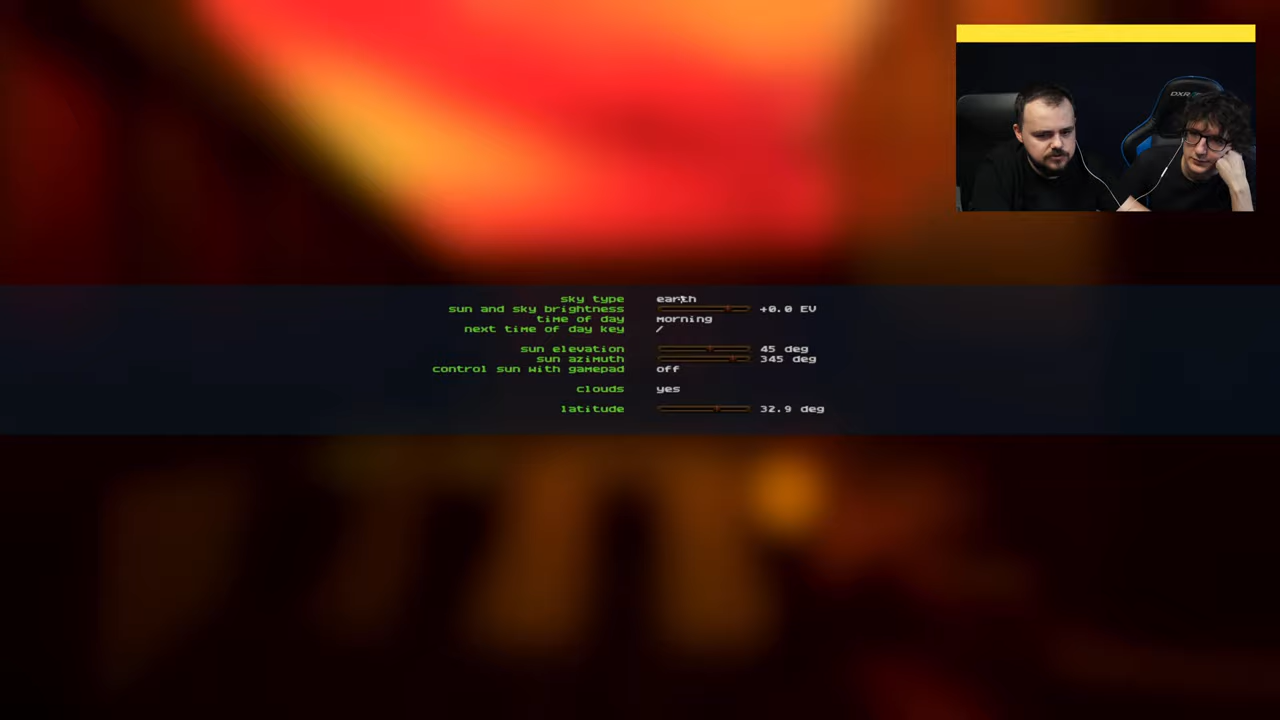 DXR
sky type earth
sun and sky brightness +0.0 EV
time of day morning
next time of day key /
sun elevation 45 deg
sun azimuth 345 deg
control sun with gamepad off
clouds yes
latitude 32.9 deg